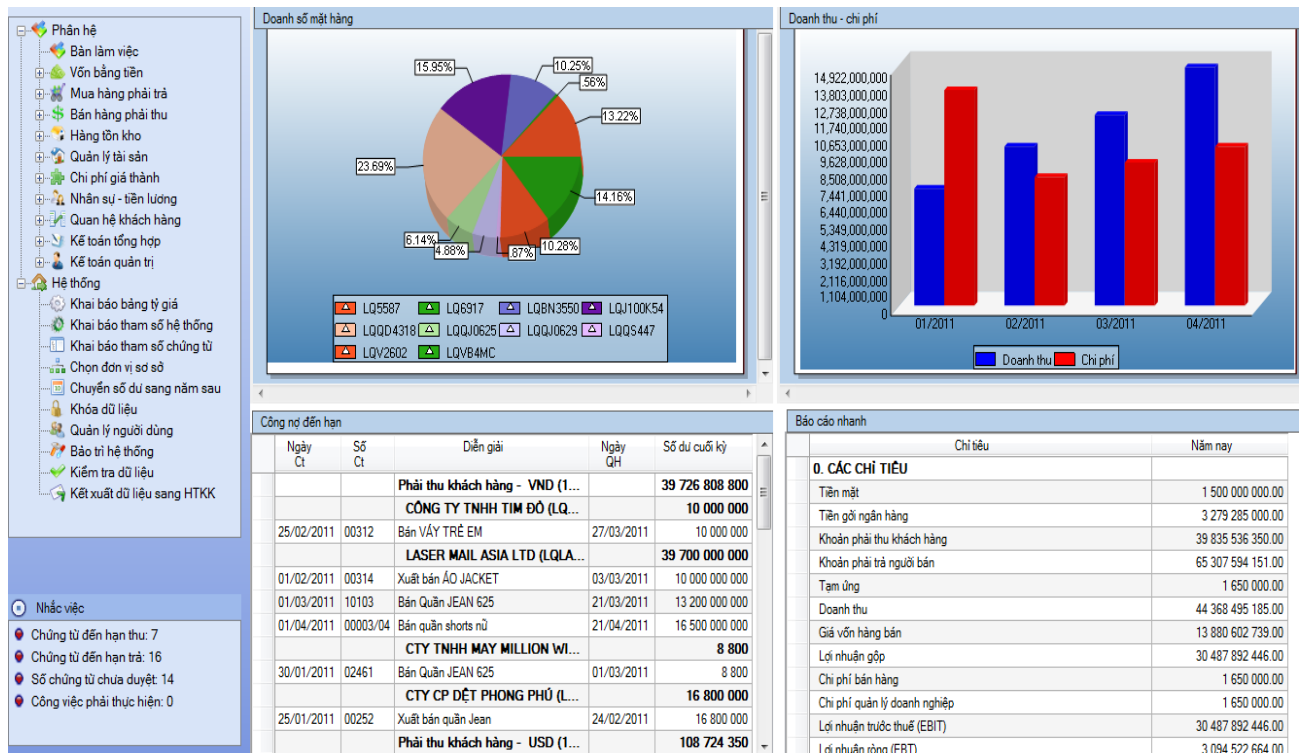 Phân hệ
Bàn làm việc
Vốn bằng tiền
Mua hàng phải trả
Bán hàng phải thu
Hàng tồn kho
Quản lý tài sản
Chi phí giá thành
Nhân sự - tiền lương
Quan hệ khách hàng
Kế toán tổng hợp
Kế toán quản trị
Hệ thống
Khai báo bảng tỷ giá
Khai báo tham số hệ thống
Khai báo tham số chứng từ
Chọn đơn vị sơ sở
Chuyển số dư sang năm sau
Khóa dữ liệu
Quản lý người dùng
Bảo trì hệ thống
Kiểm tra dữ liệu
Kết xuất dữ liệu sang HTKK
Nhắc việc
Chứng từ đến hạn thu: 7
Chứng từ đến hạn trả: 16
Số chứng từ chưa duyệt: 14
Công việc phải thực hiện: 0
Doanh số mặt hàng
15.95%
10.25%
.56%
13.22%
23.69%
14.16%
6.14%
4.88%
.87%
10.28%
LQ5587 LQ6917 LQBN3550 LQJ100K54
LQQD4318 LQQJ0625 LQQJ0629 LQQS447
LQV2602 LQVB4MC
Doanh thu - chi phí
14,922,000,000
13,803,000,000
12,738,000,000
11,740,000,000
10,653,000,000
9,628,000,000
8,508,000,000
7,441,000,000
6,440,000,000
5,349,000,000
4,319,000,000
3,192,000,000
2,116,000,000
1,104,000,000
0
01/2011 02/2011 03/2011 04/2011
Doanh thu Chi phí
Công nợ đến hạn
Ngày Ct Số Ct Diễn giải Ngày QH Số dư cuối kỳ
Phải thu khách hàng - VND (1... 39 726 808 800
CÔNG TY TNHH TIM ĐỎ (LQ... 10 000 000
25/02/2011 00312 Bán VÁY TRẺ EM 27/03/2011 10 000 000
LASER MAIL ASIA LTD (LQLA... 39 700 000 000
01/02/2011 00314 Xuất bán ÁO JACKET 03/03/2011 10 000 000 000
01/03/2011 10103 Bán Quần JEAN 625 21/03/2011 13 200 000 000
01/04/2011 00003/04 Bán quần shorts nữ 21/04/2011 16 500 000 000
CTY TNHH MAY MILLION WI... 8 800
30/01/2011 02461 Bán Quần JEAN 625 01/03/2011 8 800
CTY CP DỆT PHONG PHÚ (L... 16 800 000
25/01/2011 00252 Xuất bán quần Jean 24/02/2011 16 800 000
Phải thu khách hàng - USD (1... 108 724 350
Báo cáo nhanh
Chỉ tiêu Năm nay
0. CÁC CHỈ TIÊU
Tiền mặt 1 500 000 000.00
Tiền gởi ngân hàng 3 279 285 000.00
Khoản phải thu khách hàng 39 835 536 350.00
Khoản phải trả người bán 65 307 594 151.00
Tạm ứng 1 650 000.00
Doanh thu 44 368 495 185.00
Giá vốn hàng bán 13 880 602 739.00
Lợi nhuận gộp 30 487 892 446.00
Chi phí bán hàng 1 650 000.00
Chi phí quản lý doanh nghiệp 1 650 000.00
Lợi nhuận trước thuế (EBIT) 30 487 892 446.00
Lợi nhuận ròng (EBT) 3 094 522 664.00